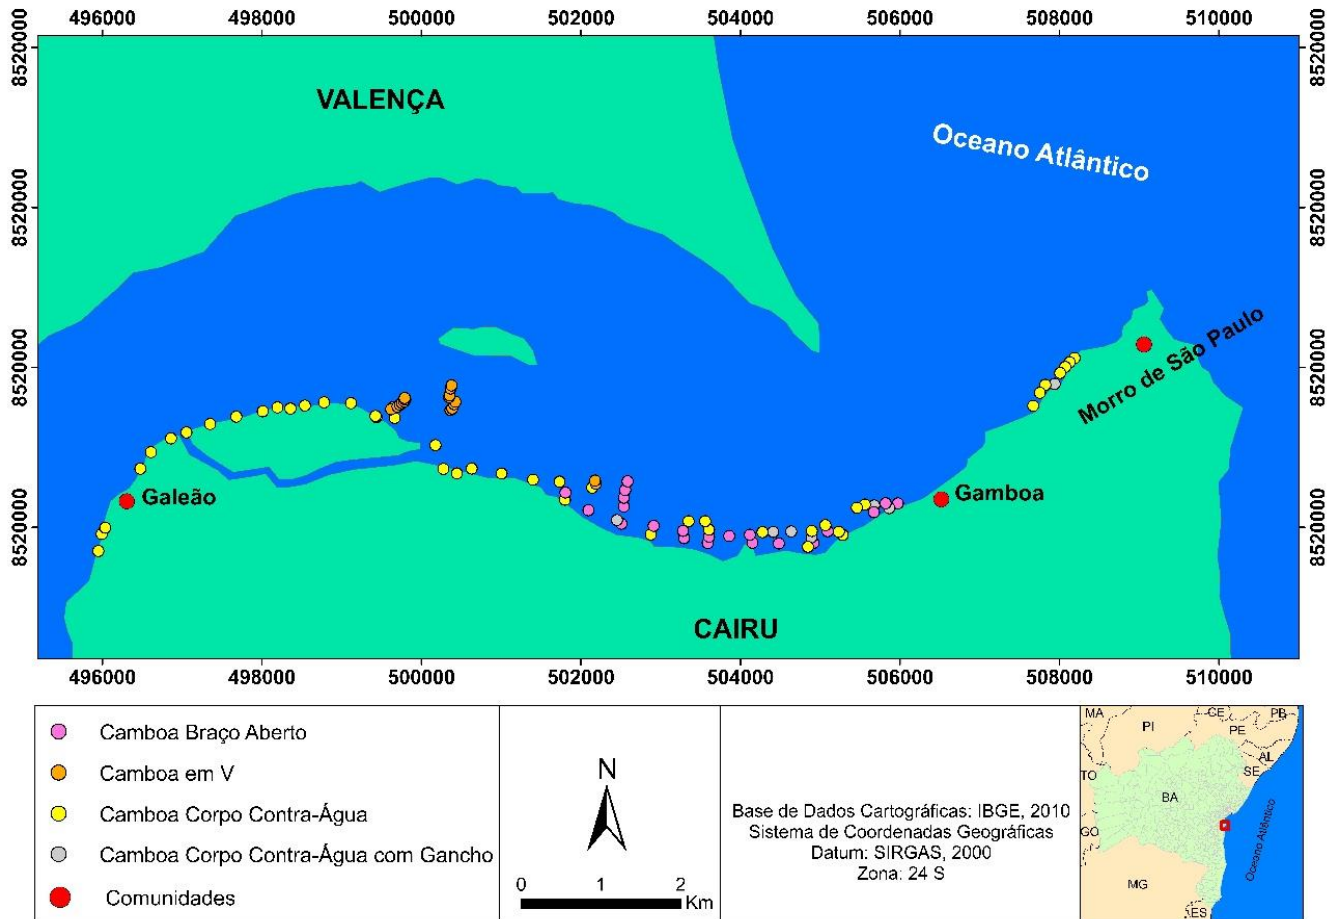 496000 498000 500000 502000 504000 506000 508000 510000
8520000 8520000
VALENÇA
Oceano Atlântico
8520000 8520000
8520000 8520000
Morro de São Paulo
Galeão
Gamboa
8520000 8520000
CAIRU
496000 498000 500000 502000 504000 506000 508000 510000
Camboa Braço Aberto
Camboa em V
Camboa Corpo Contra-Água
Camboa Corpo Contra-Água com Gancho
Comunidades
N
0 1 2
Km
Base de Dados Cartográficas: IBGE, 2010
Sistema de Coordenadas Geográficas
Datum: SIRGAS, 2000
Zona: 24 S
MA CE PB
PI PE
AL
TO SE
BA
GO
Oceano Atlântico
MG
ES